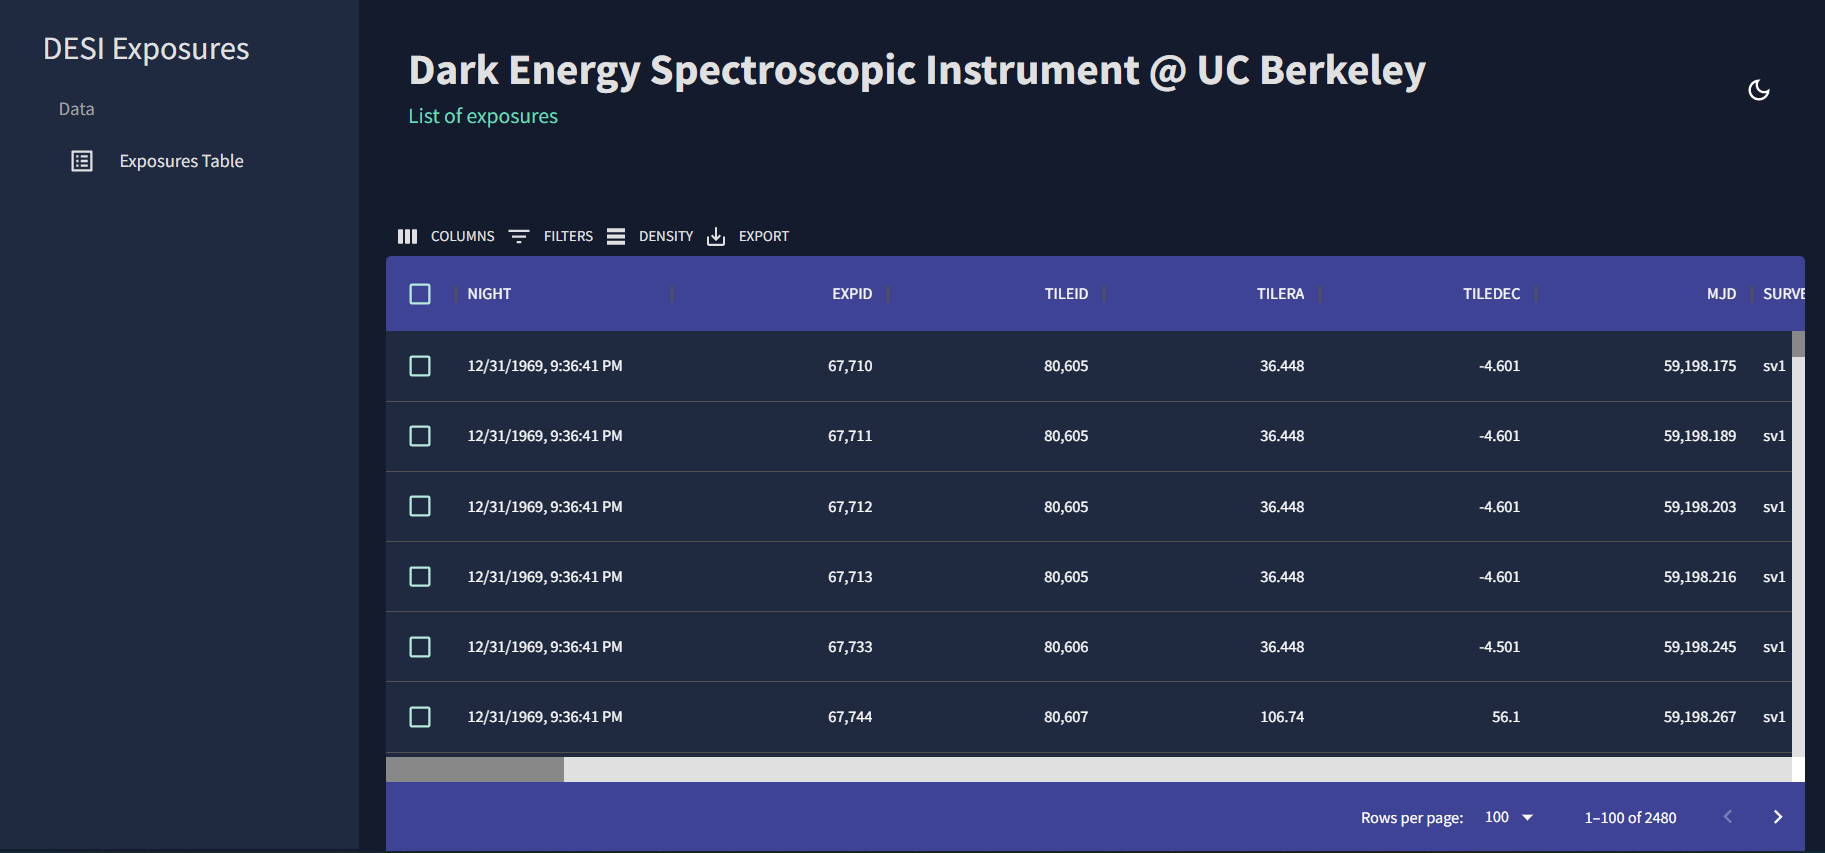 DESI Exposures
Data
Exposures Table
Dark Energy Spectroscopic Instrument @ UC Berkeley
List of exposures
COLUMNS FILTERS DENSITY EXPORT
NIGHT EXPID TILEID TILERA TILEDEC MJD SURVE
12/31/1969, 9:36:41 PM 67,710 80,605 36.448 -4.601 59,198.175 sv1
12/31/1969, 9:36:41 PM 67,711 80,605 36.448 -4.601 59,198.189 sv1
12/31/1969, 9:36:41 PM 67,712 80,605 36.448 -4.601 59,198.203 sv1
12/31/1969, 9:36:41 PM 67,713 80,605 36.448 -4.601 59,198.216 sv1
12/31/1969, 9:36:41 PM 67,733 80,606 36.448 -4.501 59,198.245 sv1
12/31/1969, 9:36:41 PM 67,744 80,607 106.74 56.1 59,198.267 sv1
Rows per page: 100 1–100 of 2480